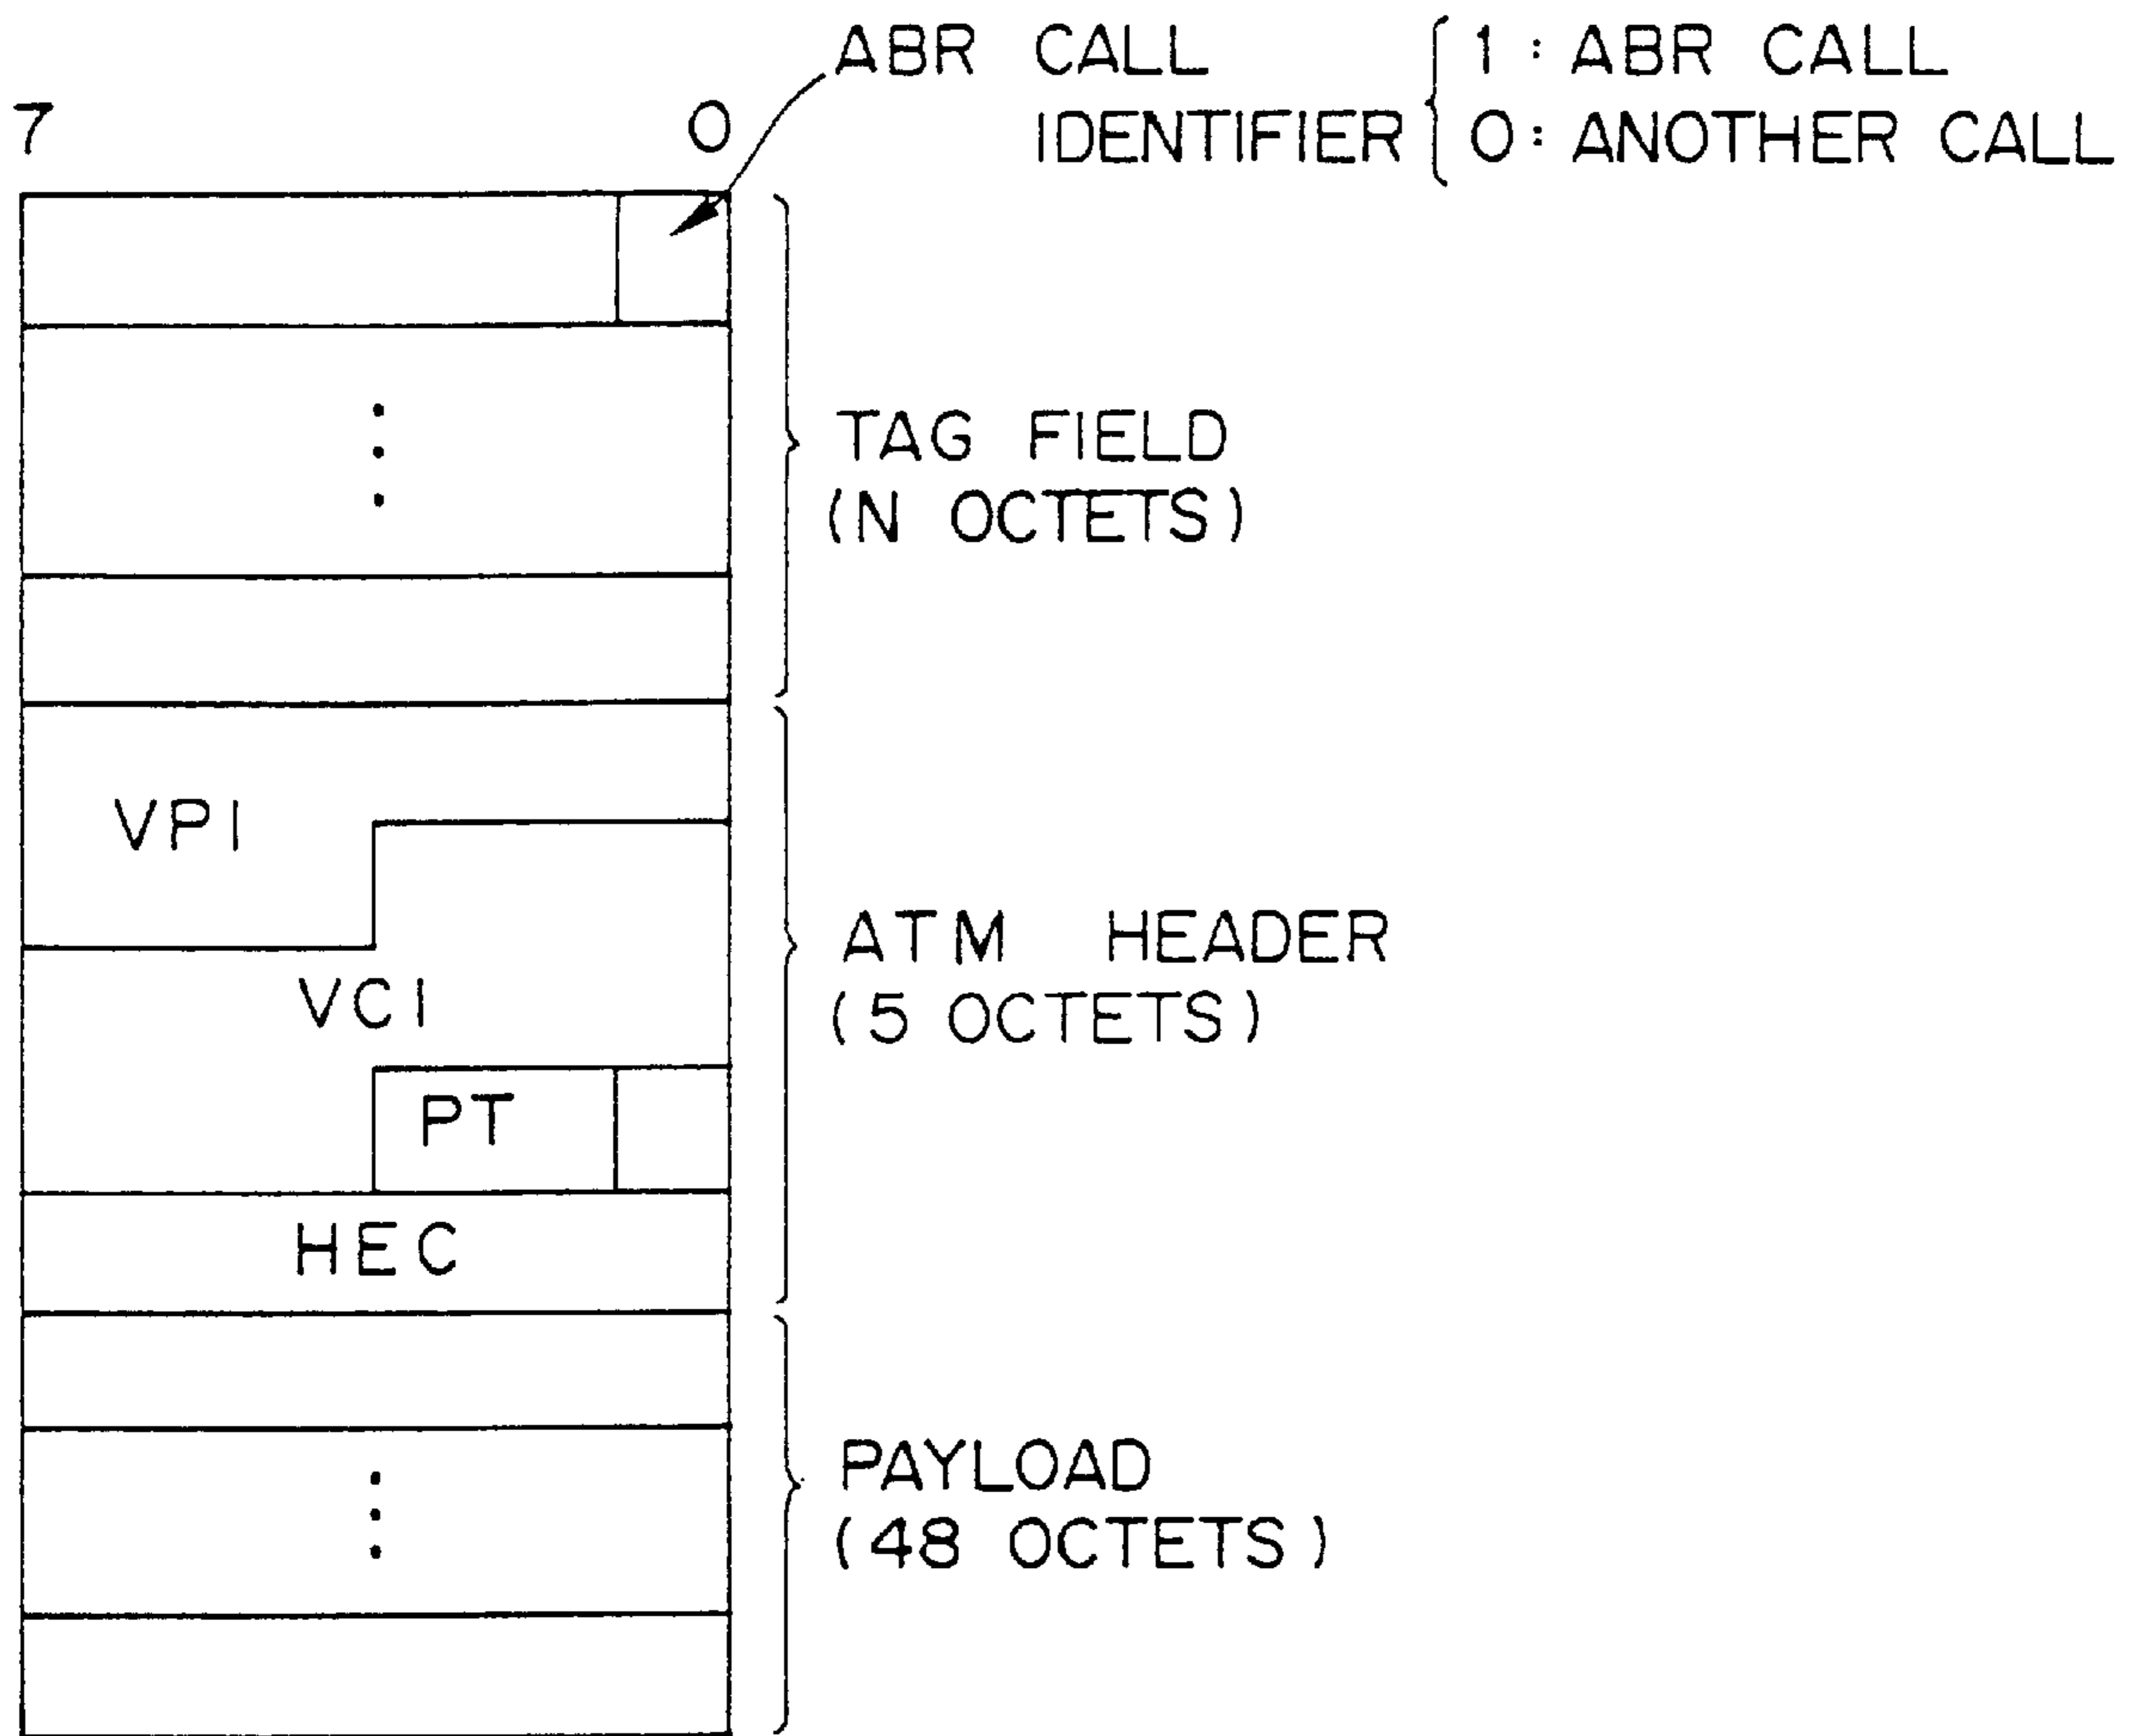 ABR CALL
IDENTIFIER
1 : ABR CALL
0 : ANOTHER CALL
7
0
TAG FIELD
(N OCTETS)
VPI
ATM HEADER
(5 OCTETS)
VCI
PT
HEC
PAYLOAD
(48 OCTETS)